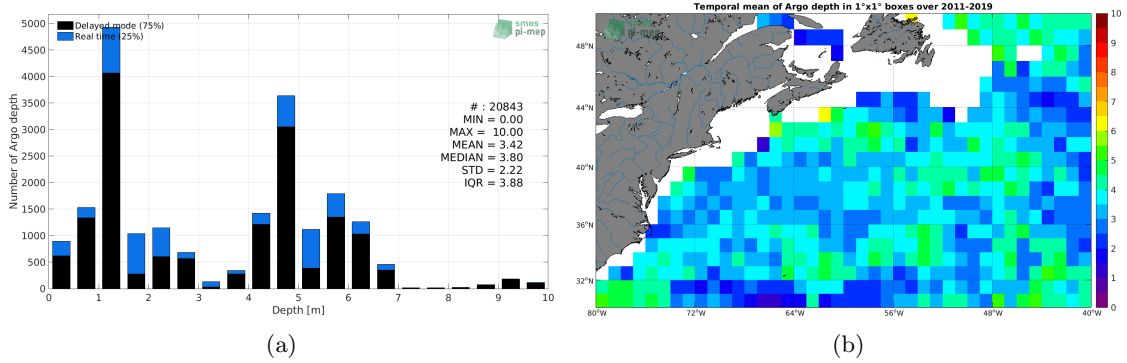 Delayed mode (75%)
Real time (25%)
smos
pi-mep
# : 20843
MIN = 0.00
MAX = 10.00
MEAN = 3.42
MEDIAN = 3.80
STD = 2.22
IQR = 3.88
Number of Argo depth
5000
4500
4000
3500
3000
2500
2000
1500
1000
500
0
0 1 2 3 4 5 6 7 8 9 10
Depth [m]
(a)
Temporal mean of Argo depth in 1°x1° boxes over 2011-2019
smos
pi-mep
48°N
44°N
40°N
36°N
32°N
80°W 72°W 64°W 56°W 48°W 40°W
10
9
8
7
6
5
4
3
2
1
0
(b)